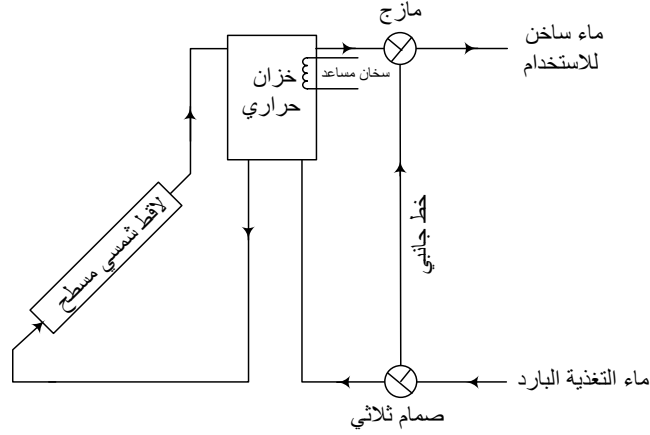 مازج
ماء ساخن
للاستخدام
خزان
حراري
سخان مساعد
لاقط شمسي مسطح
خط جانبي
ماء التغذية البارد
صمام ثلاثي